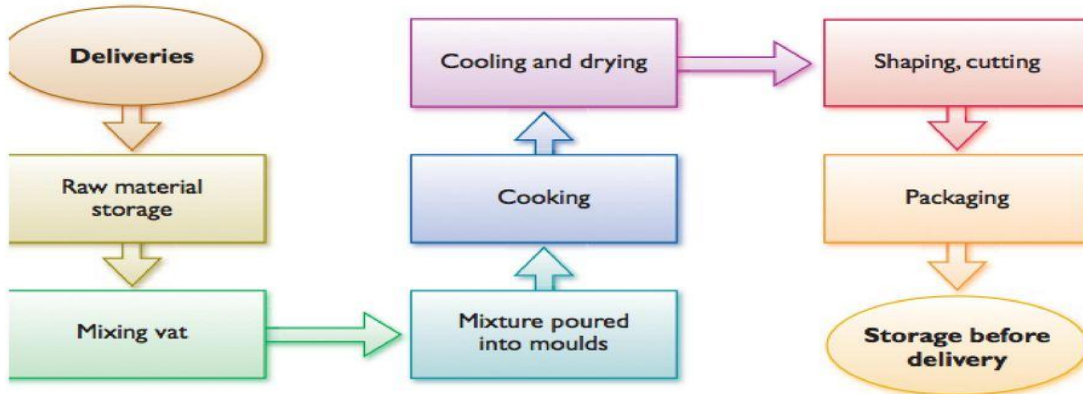 Deliveries
Raw material
storage
Mixing vat
Mixture poured
into moulds
Cooking
Cooling and drying
Shaping, cutting
Packaging
Storage before
delivery